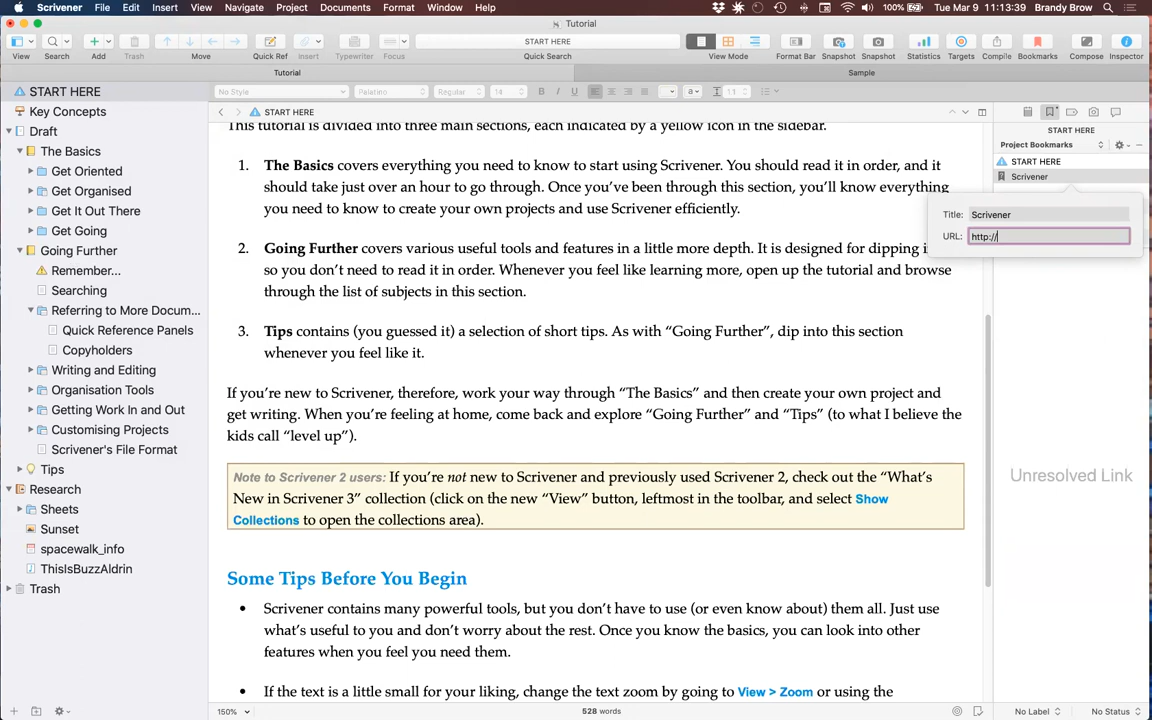 Scrivener File Edit Insert View Navigate Project Documents Format Window Help
100% Tue Mar 9 11:13:39 Brandy Brow
Tutorial
START HERE
View Search Add Trash Move Quick Ref Insert Typewriter Focus Quick Search View Mode Format Bar Snapshot Snapshot Statistics Targets Compile Bookmarks Compose Inspector
Tutorial Sample
START HERE
Key Concepts
Draft
The Basics
Get Oriented
Get Organised
Get It Out There
Get Going
Going Further
Remember...
Searching
Referring to More Docum...
Quick Reference Panels
Copyholders
Writing and Editing
Organisation Tools
Getting Work In and Out
Customising Projects
Scrivener's File Format
Tips
Research
Sheets
Sunset
spacewalk_info
ThisIsBuzzAldrin
Trash
No Style Palatino Regular 14 B I U a 11
START HERE
This tutorial is divided into three main sections, each indicated by a yellow icon in the sidebar.
1. The Basics covers everything you need to know to start using Scrivener. You should read it in order, and it
should take just over an hour to go through. Once you’ve been through this section, you’ll know everything
you need to know to create your own projects and use Scrivener efficiently.
2. Going Further covers various useful tools and features in a little more depth. It is designed for dipping i
so you don’t need to read it in order. Whenever you feel like learning more, open up the tutorial and browse
through the list of subjects in this section.
3. Tips contains (you guessed it) a selection of short tips. As with “Going Further”, dip into this section
whenever you feel like it.
If you’re new to Scrivener, therefore, work your way through “The Basics” and then create your own project and
get writing. When you’re feeling at home, come back and explore “Going Further” and “Tips” (to what I believe the
kids call “level up”).
Note to Scrivener 2 users: If you’re not new to Scrivener and previously used Scrivener 2, check out the “What’s
New in Scrivener 3” collection (click on the new “View” button, leftmost in the toolbar, and select Show
Collections to open the collections area).
Some Tips Before You Begin
• Scrivener contains many powerful tools, but you don’t have to use (or even know about) them all. Just use
what’s useful to you and don’t worry about the rest. Once you know the basics, you can look into other
features when you feel you need them.
• If the text is a little small for your liking, change the text zoom by going to View > Zoom or using the
150% 528 words
START HERE
Project Bookmarks
START HERE
Scrivener
Title: Scrivener
URL: http://
Unresolved Link
No Label No Status